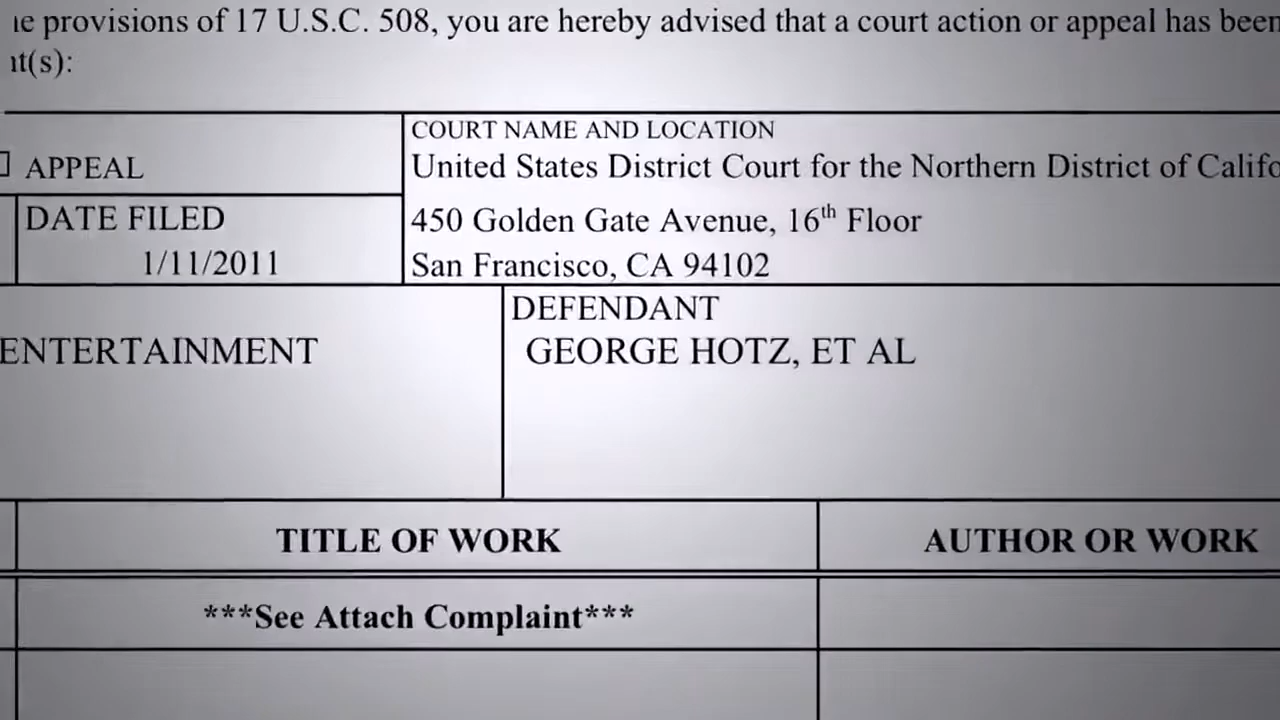 provisions of 17 U.S.C. 508, you are hereby advised that a court action or appeal has been
COURT NAME AND LOCATION
APPEAL
United States District Court for the Northern District of
DATE FILED
450 Golden Gate Avenue, 16th Floor
1/11/2011
San Francisco, CA 94102
DEFENDANT
ENTERTAINMENT
GEORGE HOTZ, ET AL
TITLE OF WORK
AUTHOR OR WORK
***See Attach Complaint***